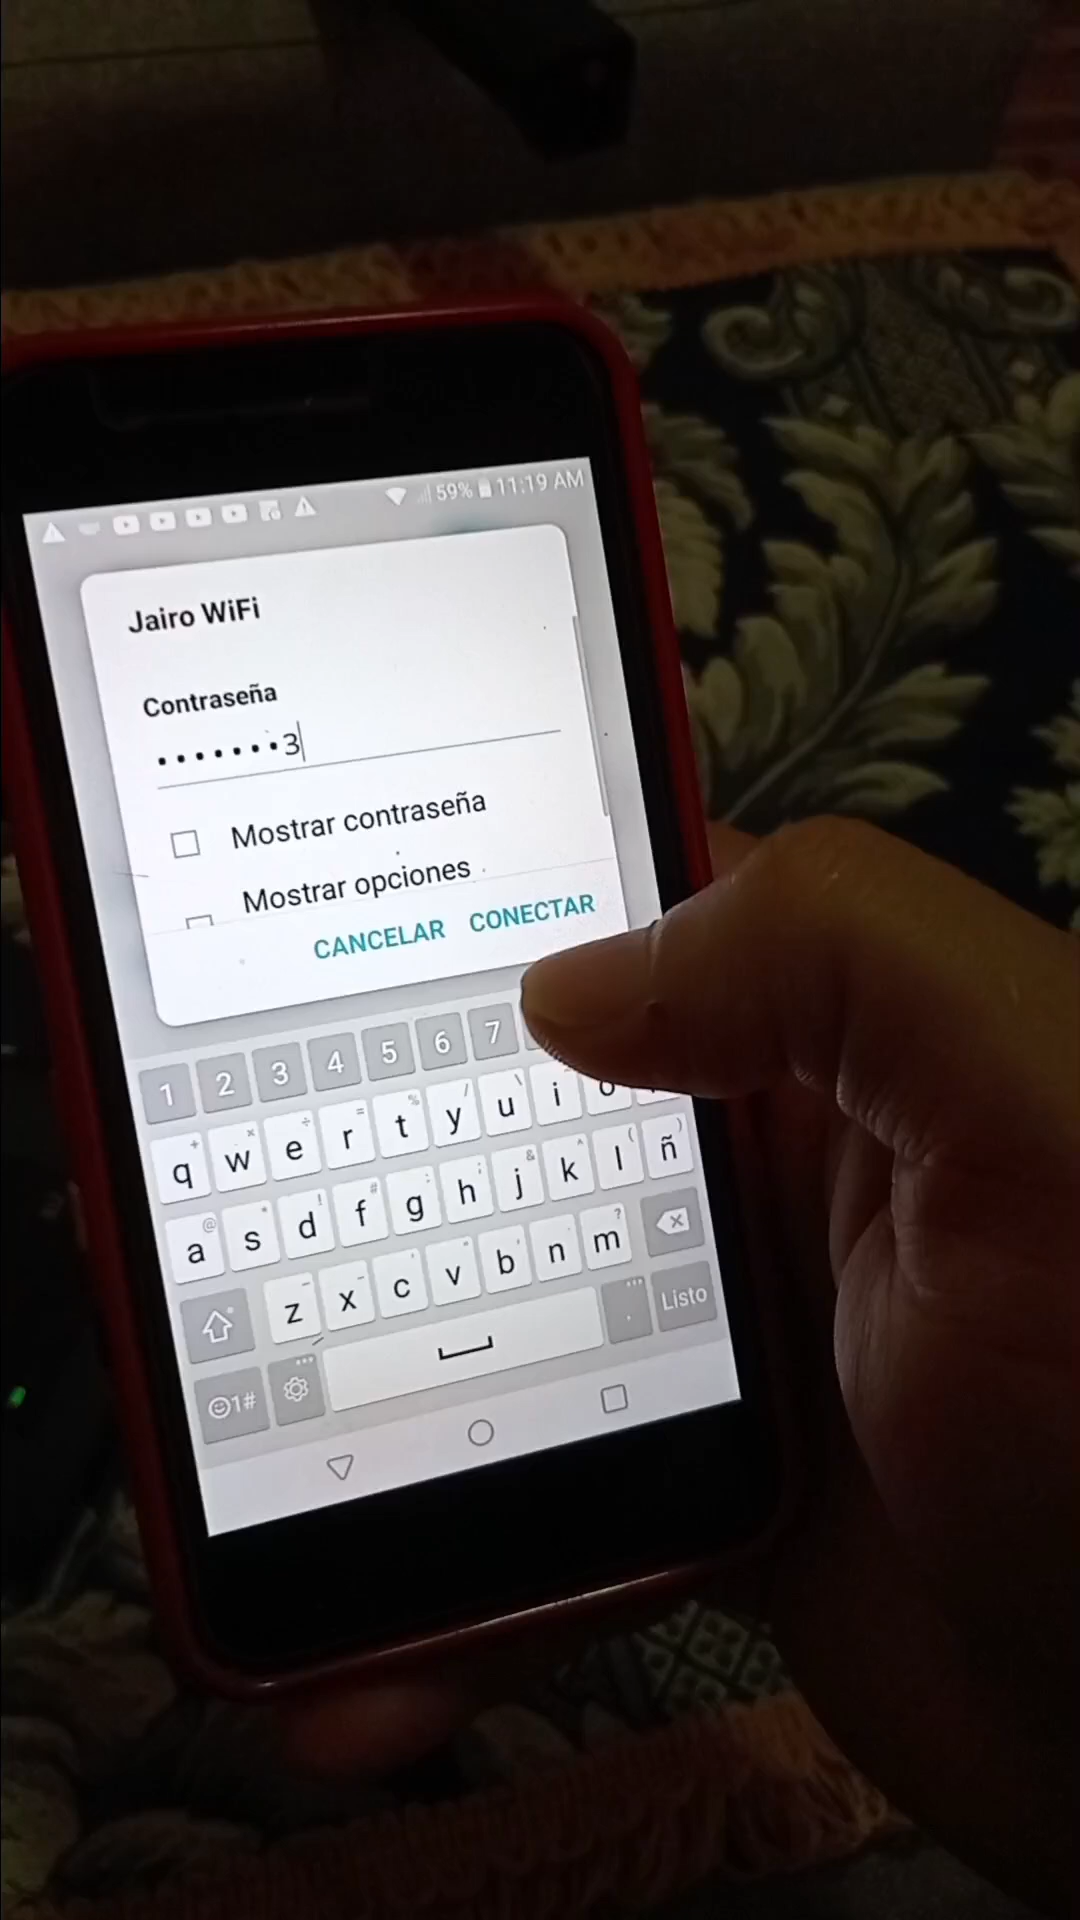 59% 11:19 AM
Jairo WiFi
Contraseña
•••••••3
Mostrar contraseña
Mostrar opciones
CANCELAR CONECTAR
1 2 3 4 5 6 7
q w e r t y u i o
a s d f g h j k l ñ
z x c v b n m
1# . Listo